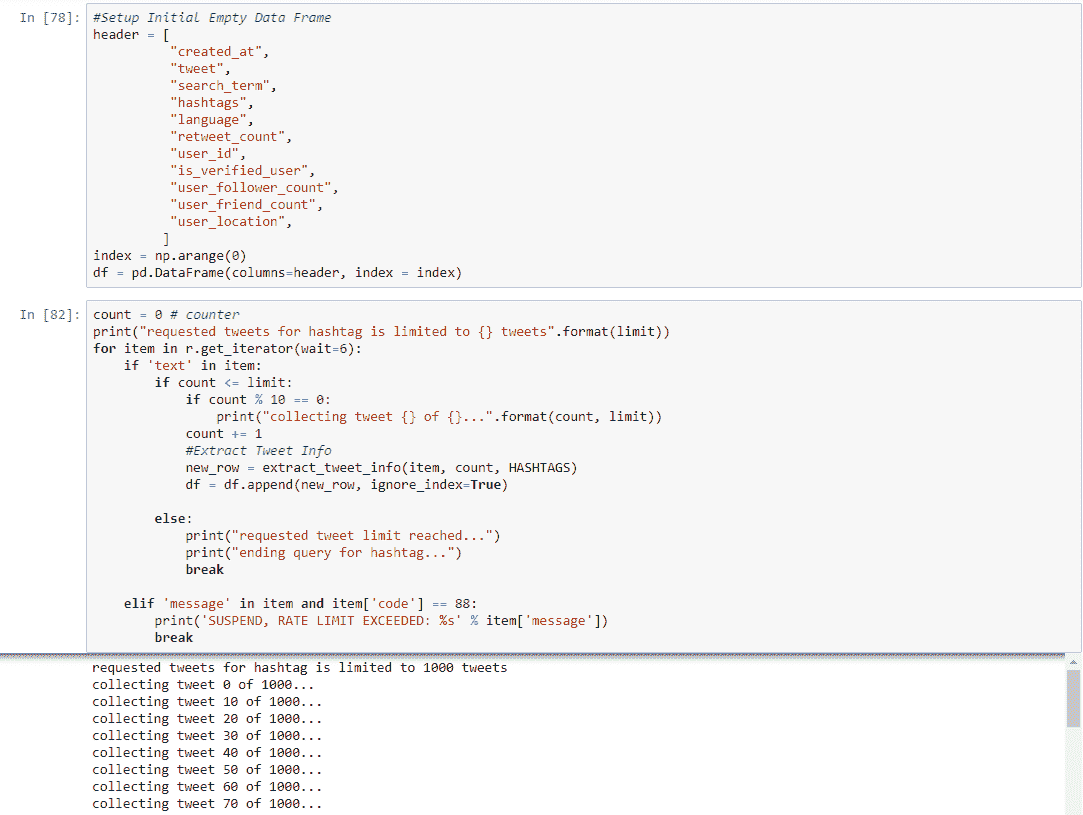 In [78]: #Setup Initial Empty Data Frame
header = [
"created_at",
"tweet",
"search_term",
"hashtags",
"language",
"retweet_count",
"user_id",
"is_verified_user",
"user_follower_count",
"user_friend_count",
"user_location",
]
index = np.arange(0)
df = pd.DataFrame(columns=header, index = index)
In [82]: count = 0 # counter
print("requested tweets for hashtag is limited to {} tweets".format(limit))
for item in r.get_iterator(wait=6):
if 'text' in item:
if count <= limit:
if count % 10 == 0:
print("collecting tweet {} of {}...".format(count, limit))
count += 1
#Extract Tweet Info
new_row = extract_tweet_info(item, count, HASHTAGS)
df = df.append(new_row, ignore_index=True)
else:
print("requested tweet limit reached...")
print("ending query for hashtag...")
break
elif 'message' in item and item['code'] == 88:
print('SUSPEND, RATE LIMIT EXCEEDED: %s' % item['message'])
break
requested tweets for hashtag is limited to 1000 tweets
collecting tweet 0 of 1000...
collecting tweet 10 of 1000...
collecting tweet 20 of 1000...
collecting tweet 30 of 1000...
collecting tweet 40 of 1000...
collecting tweet 50 of 1000...
collecting tweet 60 of 1000...
collecting tweet 70 of 1000...